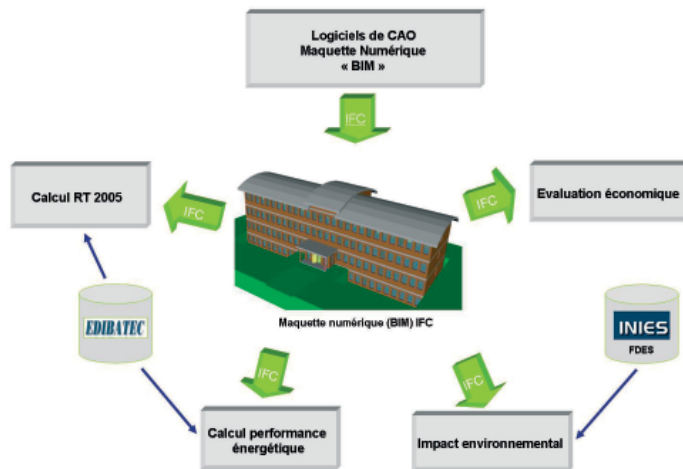 Logiciels de CAO
Maquette Numérique
« BIM »
IFC
Calcul RT 2005
IFC
IFC
Evaluation économique
EDIBATEC
INIES
FDES
Maquette numérique (BIM) IFC
IFC
IFC
Calcul performance
énergétique
Impact environnemental